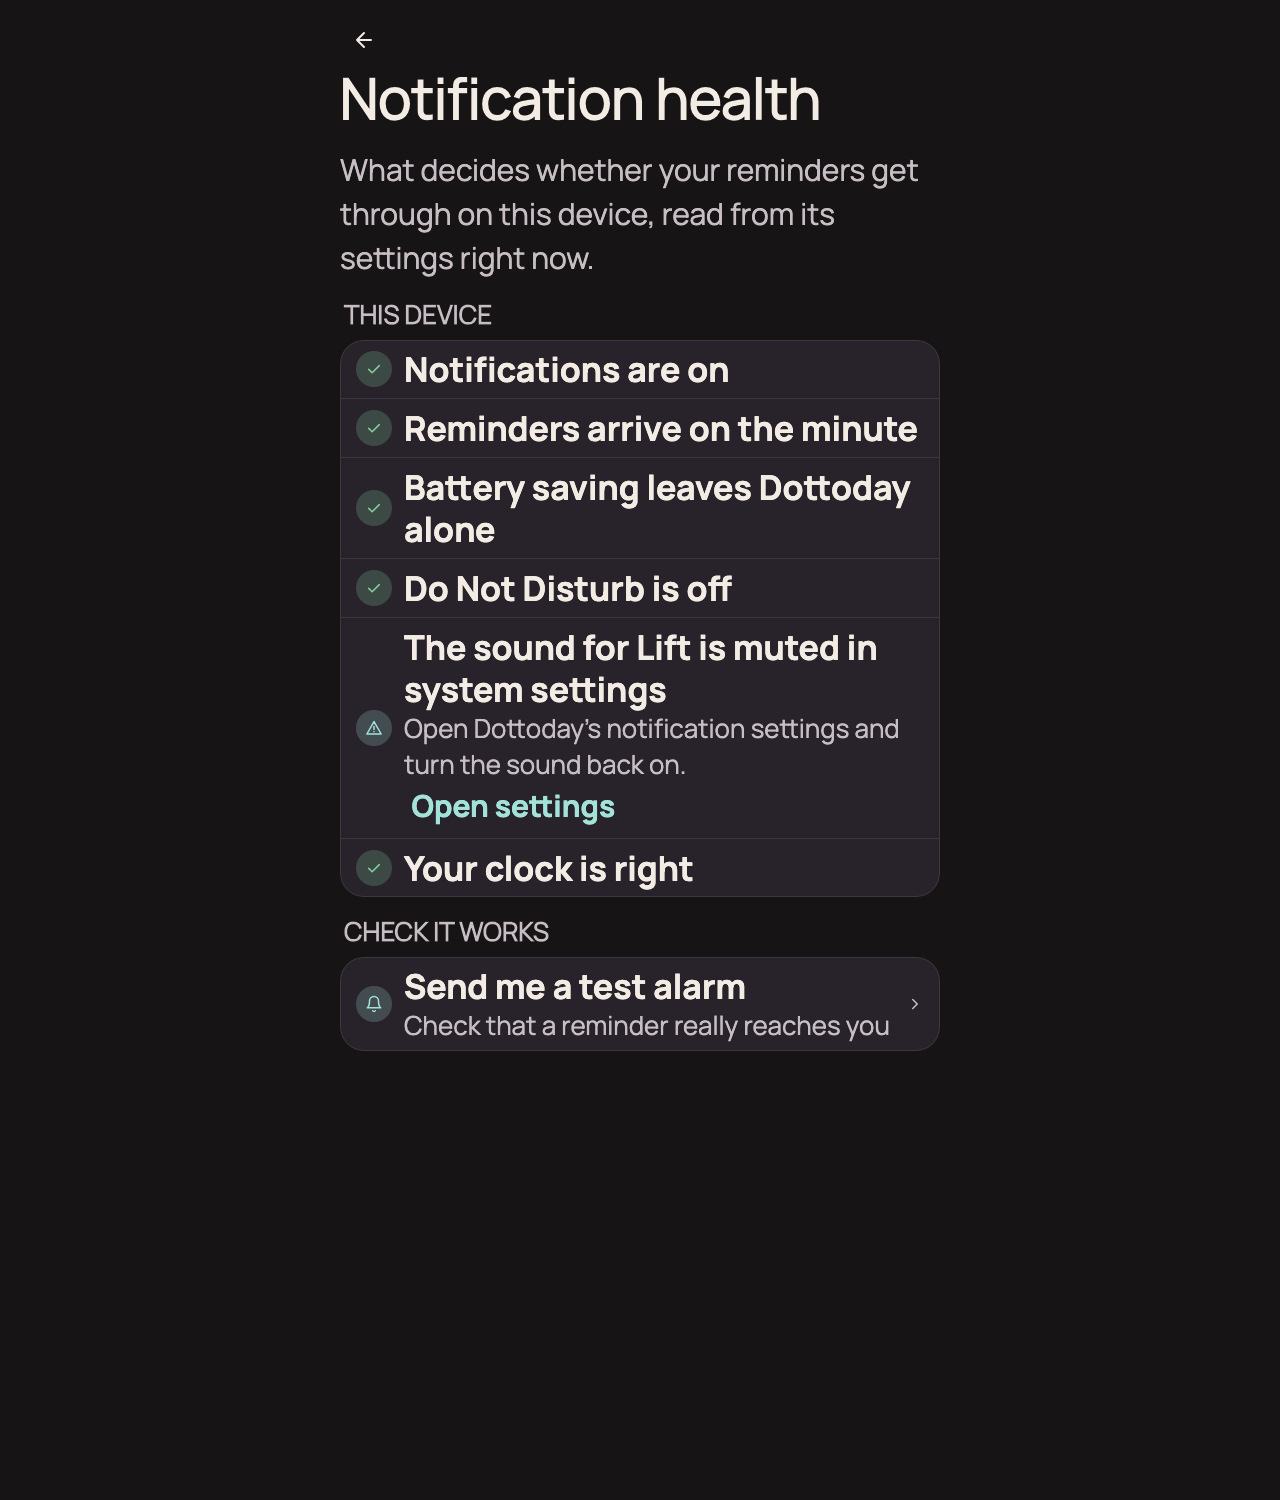 Notification health
What decides whether your reminders get
through on this device, read from its
settings right now.
THIS DEVICE
Notifications are on
Reminders arrive on the minute
Battery saving leaves Dottoday
alone
Do Not Disturb is off
The sound for Lift is muted in
system settings
Open Dottoday's notification settings and
turn the sound back on.
Open settings
Your clock is right
CHECK IT WORKS
Send me a test alarm
Check that a reminder really reaches you